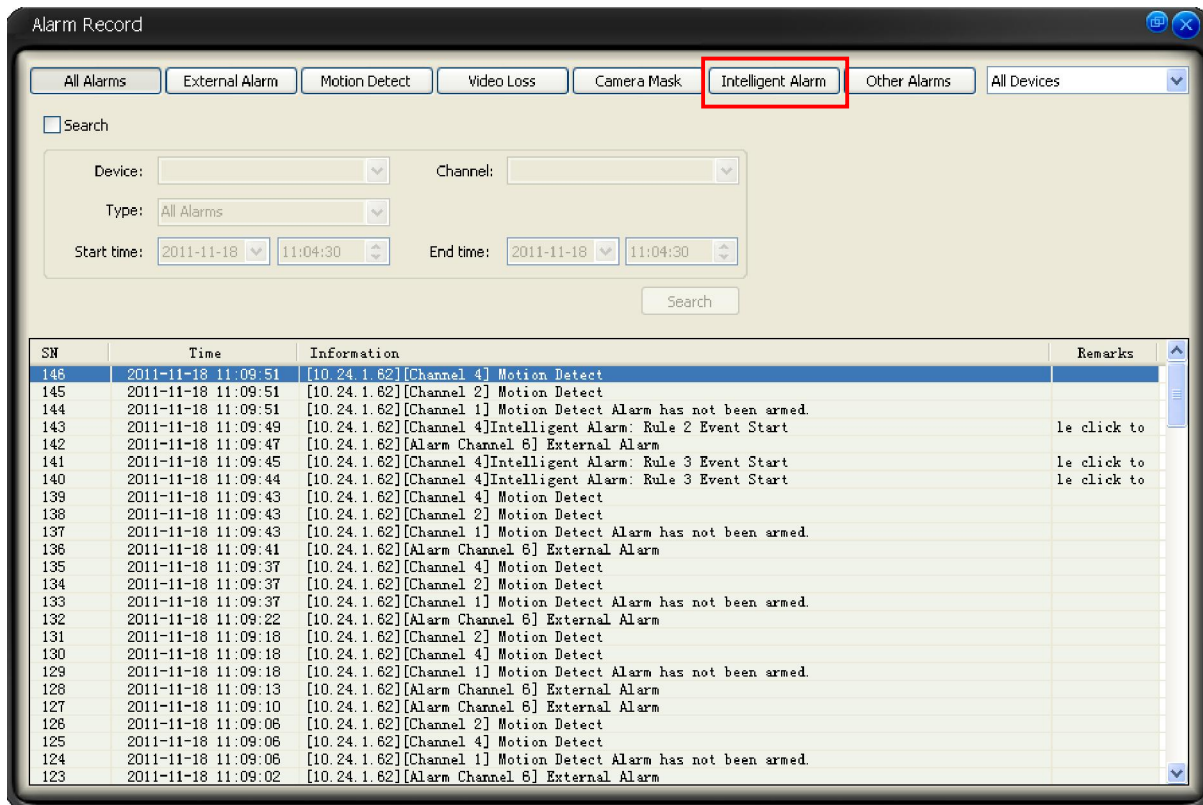 Alarm Record
All Alarms External Alarm Motion Detect Video Loss Camera Mask Intelligent Alarm Other Alarms All Devices
Search
Device: Channel:
Type: All Alarms
Start time: 2011-11-18 11:04:30 End time: 2011-11-18 11:04:30
Search
SN Time Information Remarks
146 2011-11-18 11:09:51 [10.24.1.62][Channel 4] Motion Detect
145 2011-11-18 11:09:51 [10.24.1.62][Channel 2] Motion Detect
144 2011-11-18 11:09:51 [10.24.1.62][Channel 1] Motion Detect Alarm has not been armed.
143 2011-11-18 11:09:49 [10.24.1.62][Channel 4]Intelligent Alarm: Rule 2 Event Start le click to
142 2011-11-18 11:09:47 [10.24.1.62][Alarm Channel 6] External Alarm
141 2011-11-18 11:09:45 [10.24.1.62][Channel 4]Intelligent Alarm: Rule 3 Event Start le click to
140 2011-11-18 11:09:44 [10.24.1.62][Channel 4]Intelligent Alarm: Rule 3 Event Start le click to
139 2011-11-18 11:09:43 [10.24.1.62][Channel 4] Motion Detect
138 2011-11-18 11:09:43 [10.24.1.62][Channel 2] Motion Detect
137 2011-11-18 11:09:43 [10.24.1.62][Channel 1] Motion Detect Alarm has not been armed.
136 2011-11-18 11:09:41 [10.24.1.62][Alarm Channel 6] External Alarm
135 2011-11-18 11:09:37 [10.24.1.62][Channel 4] Motion Detect
134 2011-11-18 11:09:37 [10.24.1.62][Channel 2] Motion Detect
133 2011-11-18 11:09:37 [10.24.1.62][Channel 1] Motion Detect Alarm has not been armed.
132 2011-11-18 11:09:22 [10.24.1.62][Alarm Channel 6] External Alarm
131 2011-11-18 11:09:18 [10.24.1.62][Channel 2] Motion Detect
130 2011-11-18 11:09:18 [10.24.1.62][Channel 4] Motion Detect
129 2011-11-18 11:09:18 [10.24.1.62][Channel 1] Motion Detect Alarm has not been armed.
128 2011-11-18 11:09:13 [10.24.1.62][Alarm Channel 6] External Alarm
127 2011-11-18 11:09:10 [10.24.1.62][Alarm Channel 6] External Alarm
126 2011-11-18 11:09:06 [10.24.1.62][Channel 2] Motion Detect
125 2011-11-18 11:09:06 [10.24.1.62][Channel 4] Motion Detect
124 2011-11-18 11:09:06 [10.24.1.62][Channel 1] Motion Detect Alarm has not been armed.
123 2011-11-18 11:09:02 [10.24.1.62][Alarm Channel 6] External Alarm